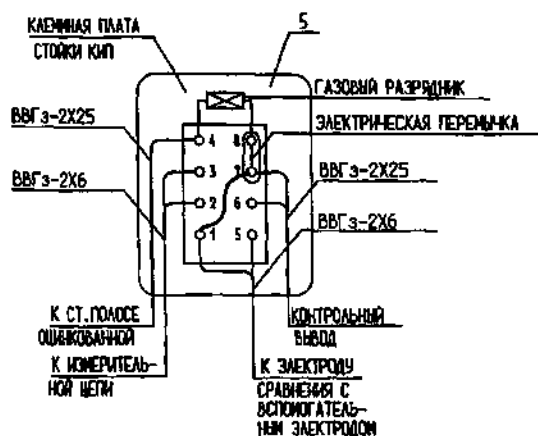 КЛЕММНАЯ ПЛАТА
СТОЙКИ КИП
5
ГАЗОВЫЙ РАЗРЯДНИК
ВВГз-2Х25
ЭЛЕКТРИЧЕСКАЯ ПЕРЕМЫЧКА
4 8
3 7
ВВГз-2Х25
ВВГз-2Х6
2 6
ВВГз-2Х6
1 5
К СТ.ПОЛОСЕ
ОЦИНКОВАННОЙ
КОНТРОЛЬНЫЙ
ВЫВОД
К ИЗМЕРИТЕЛЬ-
НОЙ ЦЕПИ
К ЭЛЕКТРОДУ
СРАВНЕНИЯ С
ВСПОМОГАТЕЛЬ-
НЫМ ЭЛЕКТРОДОМ